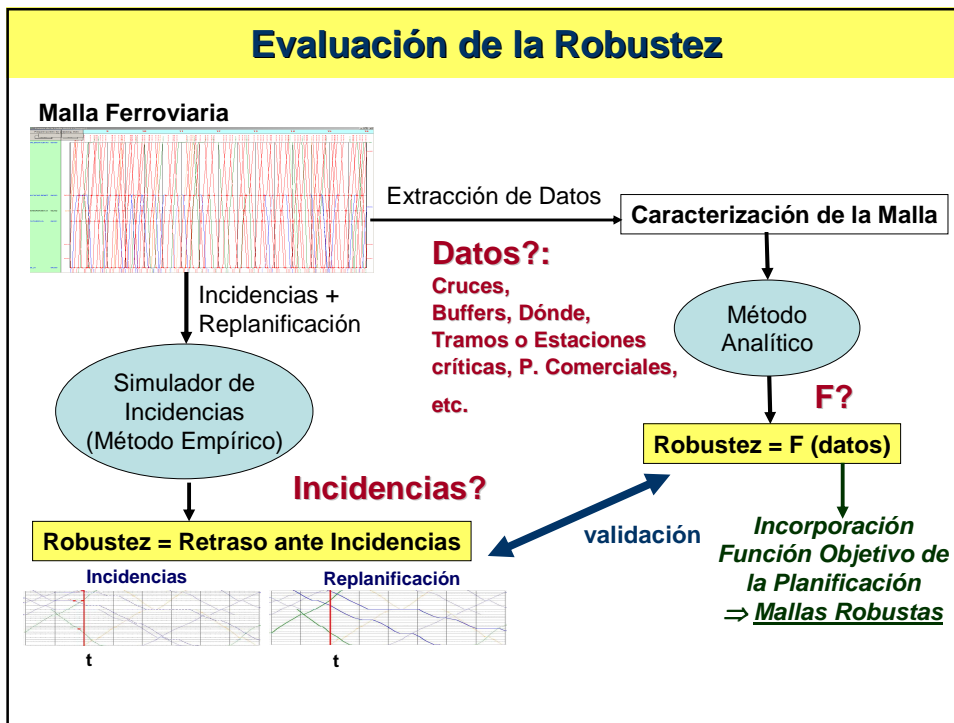 Evaluación de la Robustez
Malla Ferroviaria
Extracción de Datos
Caracterización de la Malla
Datos?:
Cruces,
Buffers, Dónde,
Tramos o Estaciones
críticas, P. Comerciales,
etc.
Incidencias +
Replanificación
Método
Analítico
Simulador de
Incidencias
(Método Empírico)
F?
Robustez = F (datos)
Incidencias?
Robustez = Retraso ante Incidencias
validación
Incorporación
Función Objetivo de
la Planificación
⇒ Mallas Robustas
Incidencias
Replanificación
t
t